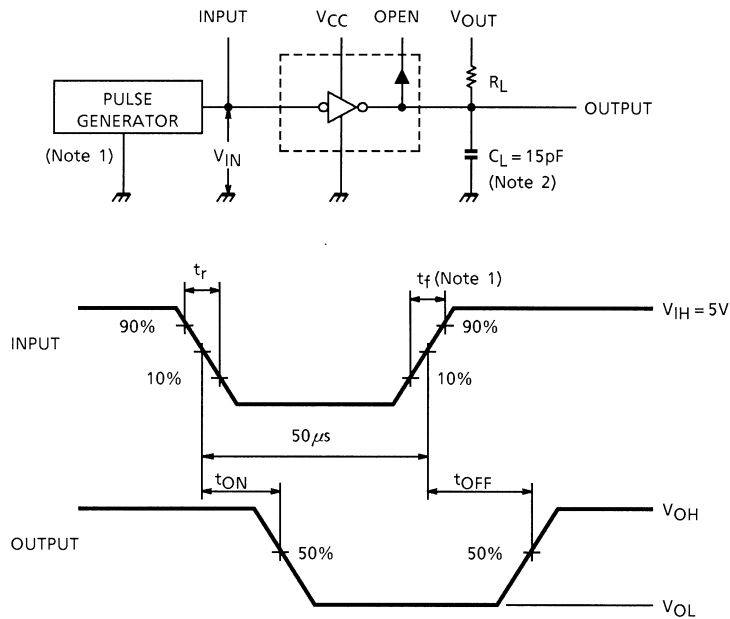 INPUT VCC OPEN VOUT
PULSE
GENERATOR
RL
OUTPUT
(Note 1)
VIN
CL = 15pF
(Note 2)
tr
tf (Note 1)
VIH = 5V
90%
90%
INPUT
10%
10%
50μs
tON
tOFF
VOH
OUTPUT
50%
50%
VOL